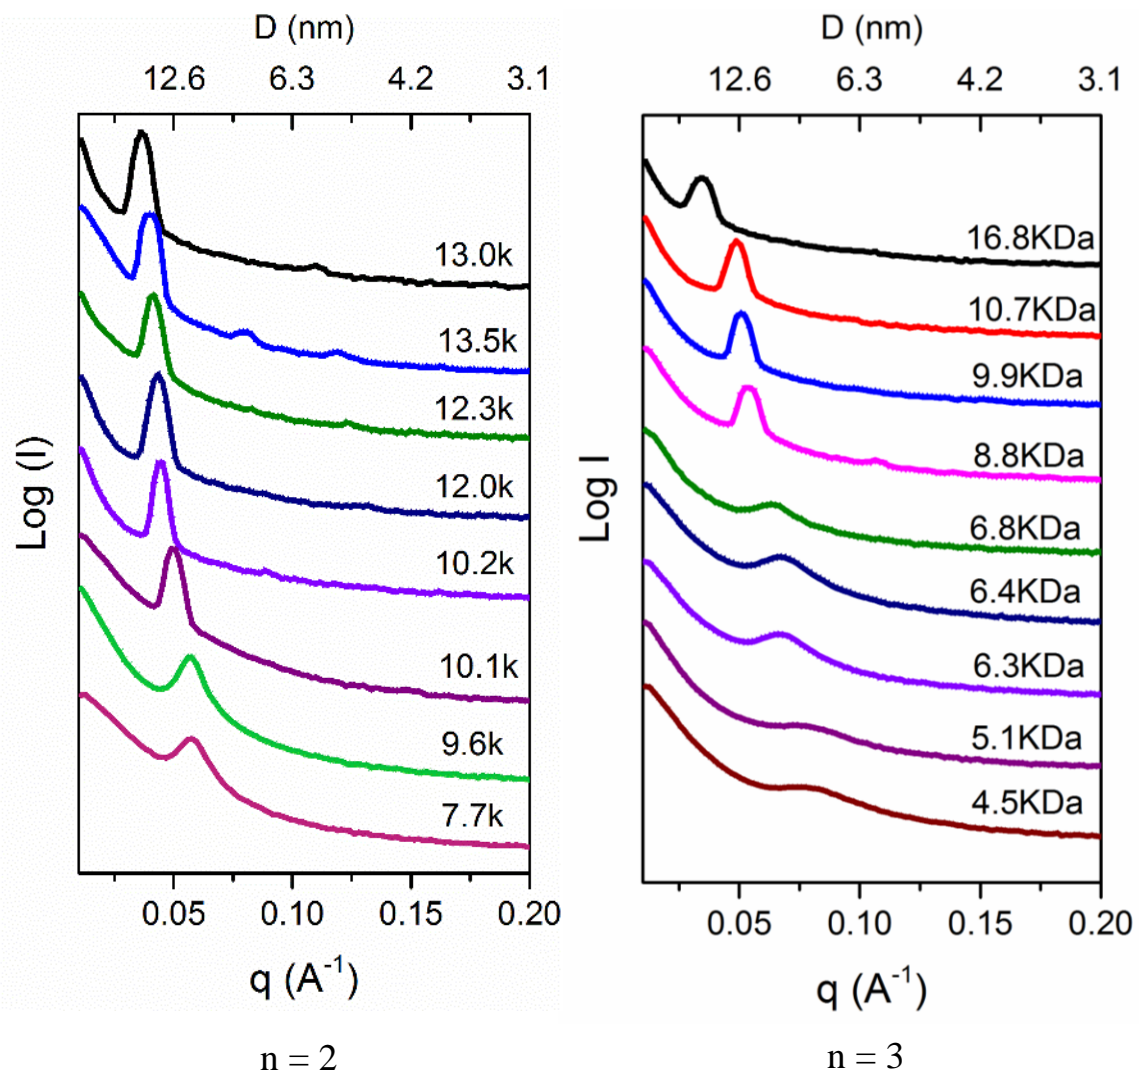 D (nm)
12.6 6.3 4.2 3.1
Log (I)
13.0k
13.5k
12.3k
12.0k
10.2k
10.1k
9.6k
7.7k
0.05 0.10 0.15 0.20
q (A⁻¹)
n = 2
D (nm)
12.6 6.3 4.2 3.1
Log I
16.8KDa
10.7KDa
9.9KDa
8.8KDa
6.8KDa
6.4KDa
6.3KDa
5.1KDa
4.5KDa
0.05 0.10 0.15 0.20
q (A⁻¹)
n = 3